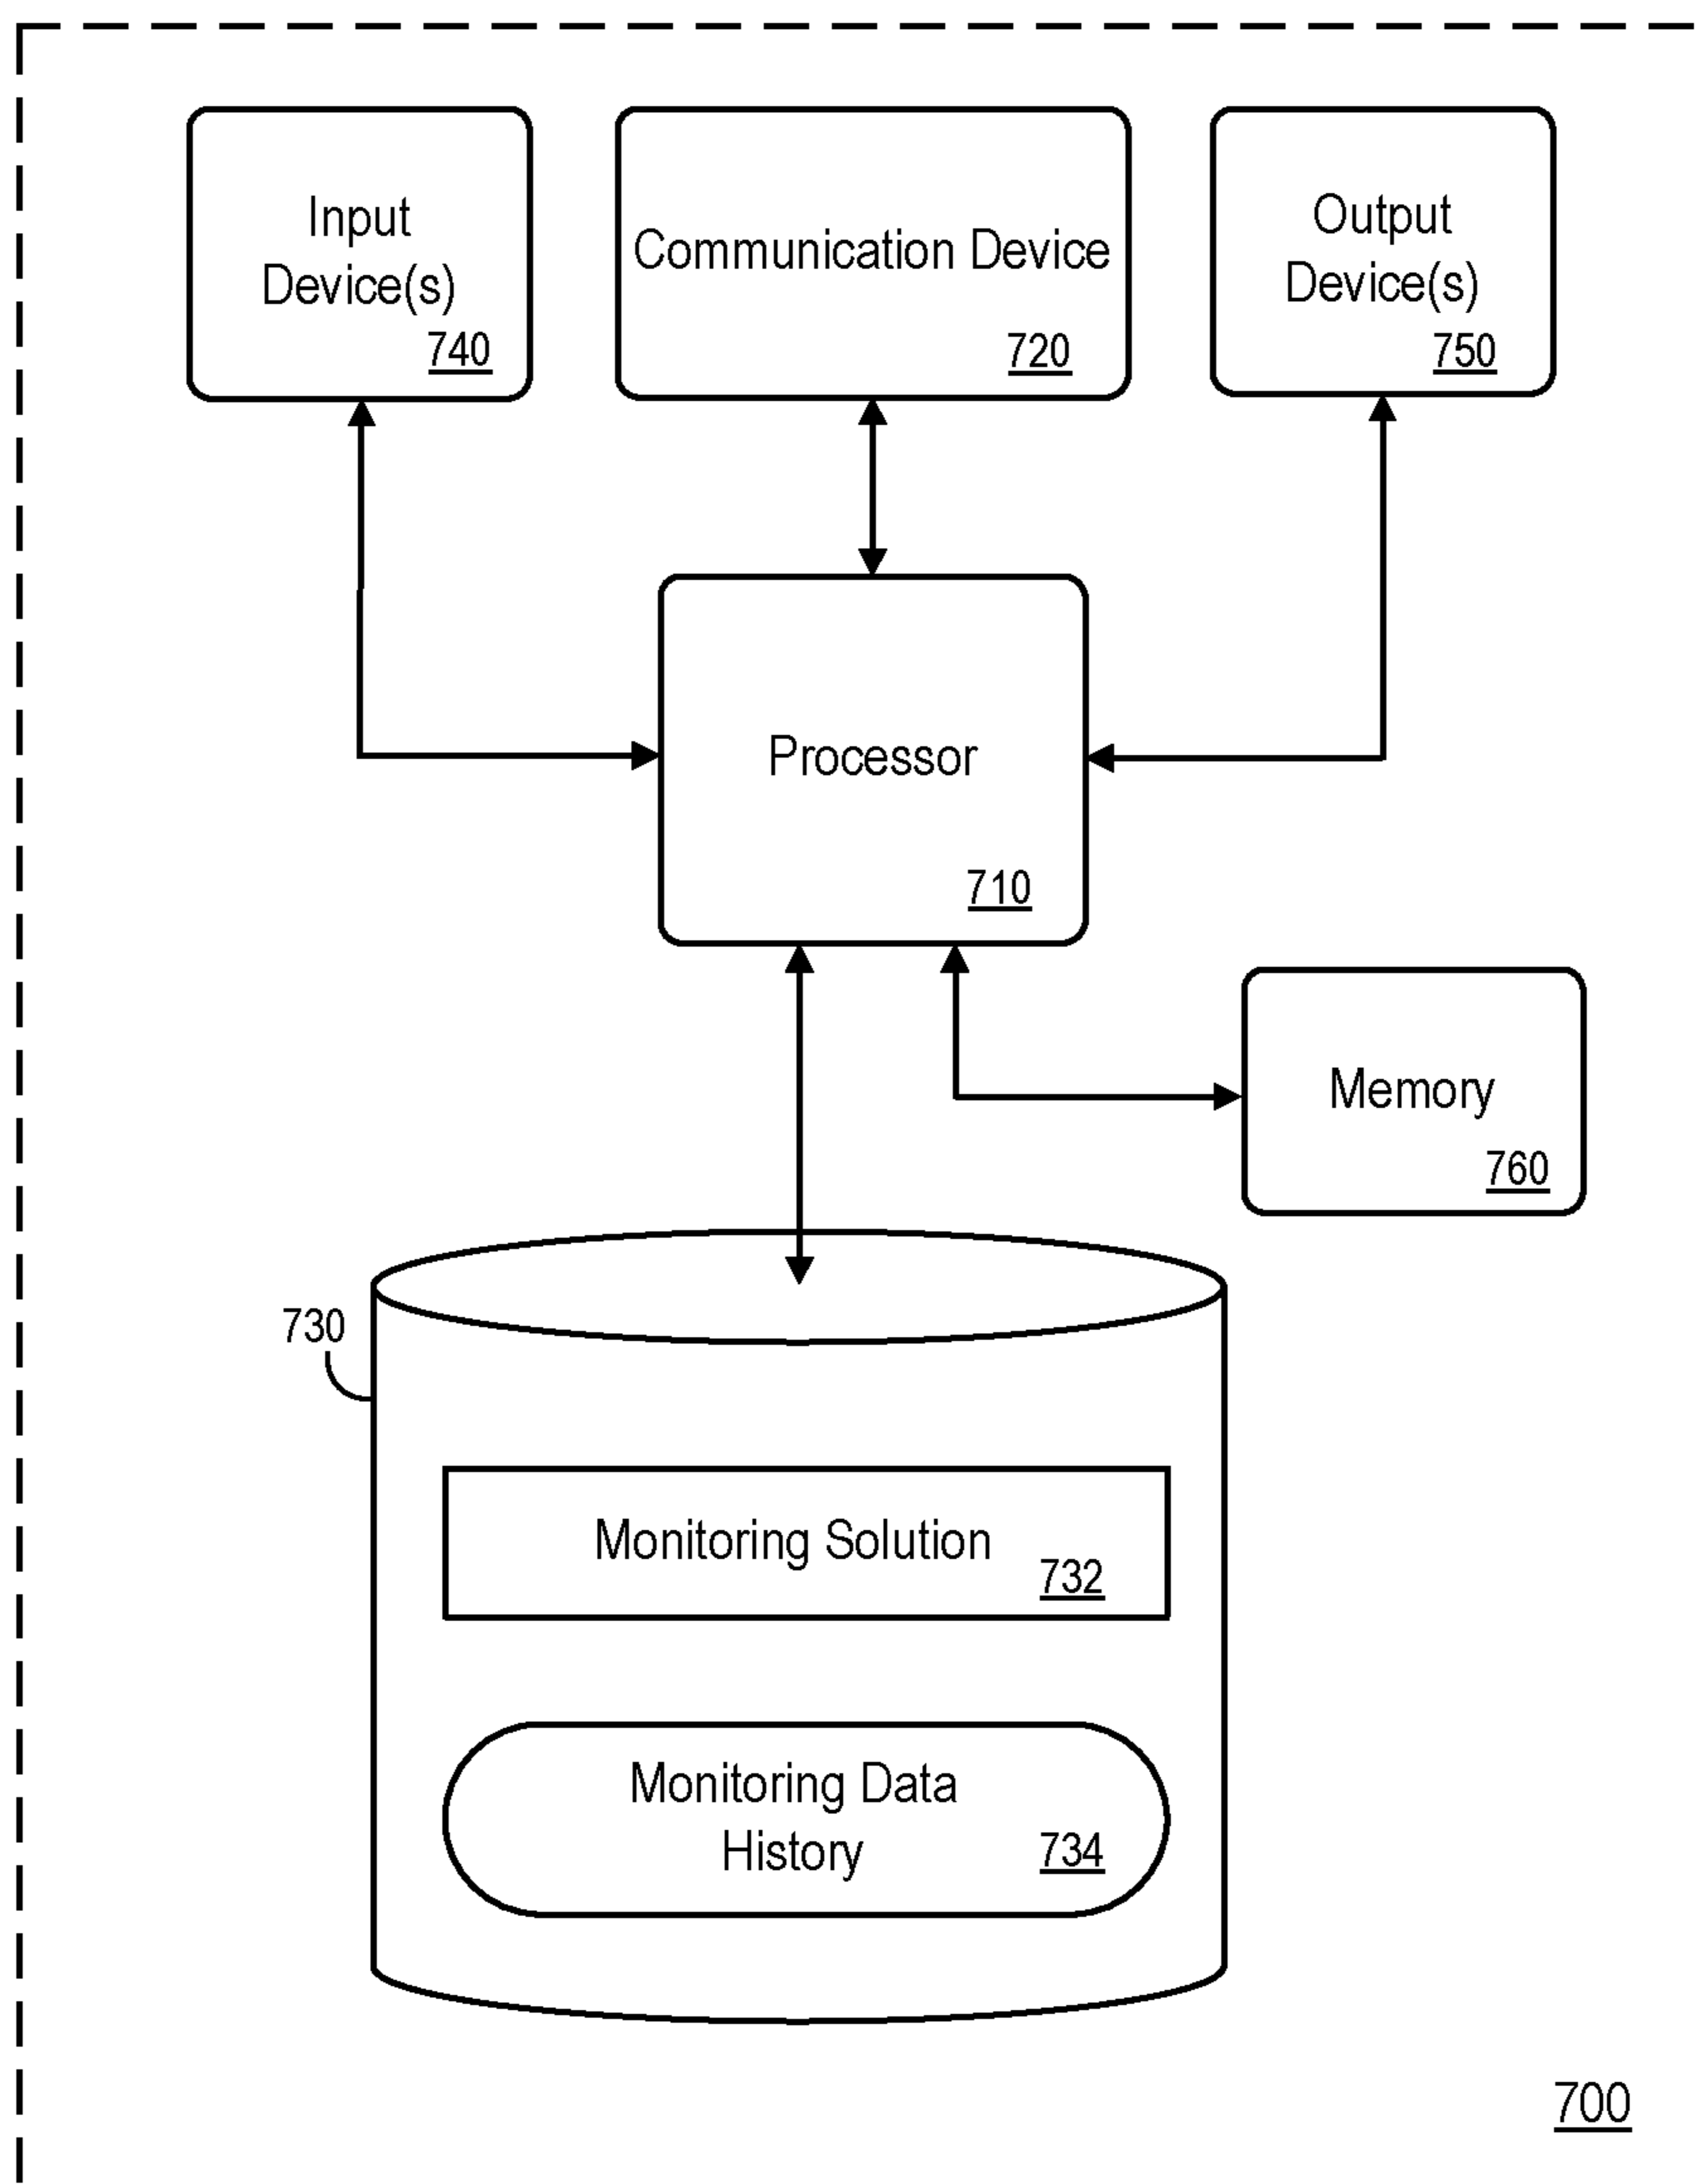 Input
Device(s)
740
Communication Device
720
Output
Device(s)
750
Processor
710
Memory
760
730
Monitoring Solution
732
Monitoring Data
History
734
700